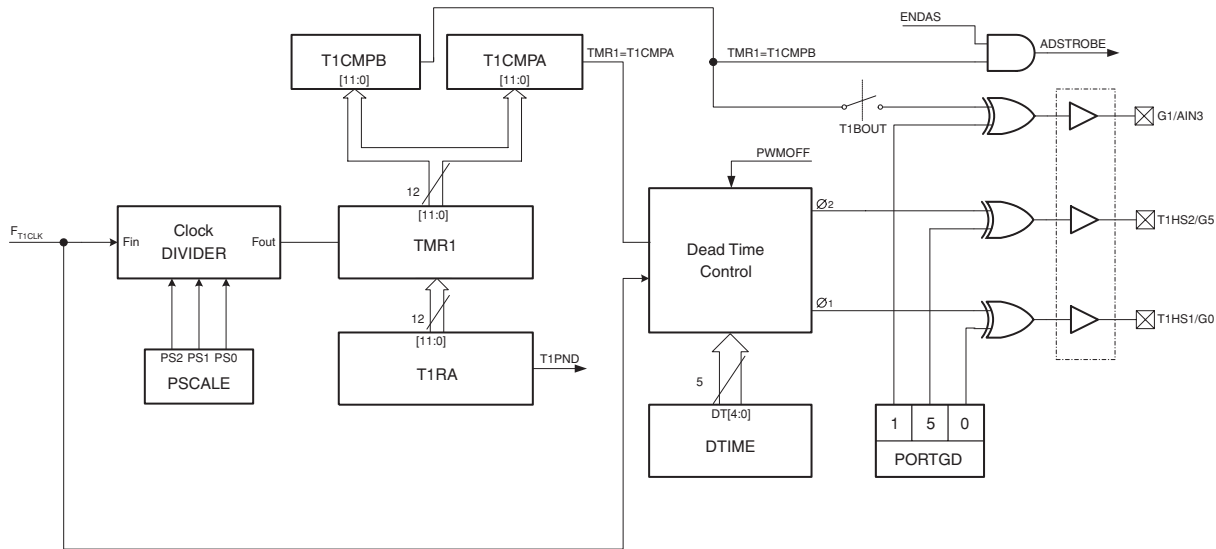 ENDAS
ADSTROBE
T1CMPB
[11:0]
T1CMPA
[11:0]
TMR1=T1CMPA
TMR1=T1CMPB
T1BOUT
G1/AIN3
PWMOFF
12
[11:0]
TMR1
FT1CLK
Fin
Clock
DIVIDER
Fout
Dead Time
Control
Ø2
T1HS2/G5
Ø1
T1HS1/G0
12
[11:0]
T1RA
T1PND
PS2 PS1 PS0
PSCALE
5
DT[4:0]
DTIME
1 5 0
PORTGD